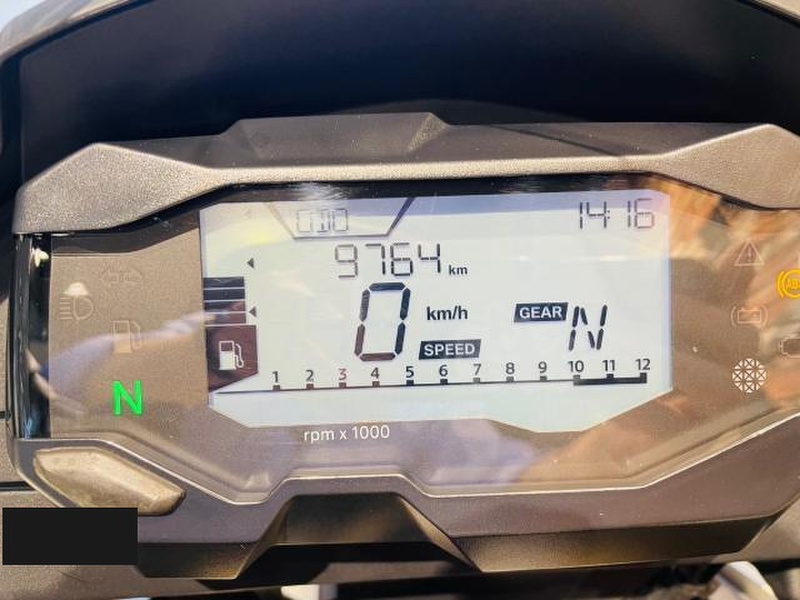 ODO 14:16
9764 km
0 km/h GEAR N
SPEED
1 2 3 4 5 6 7 8 9 10 11 12
N
rpm x 1000
ABS